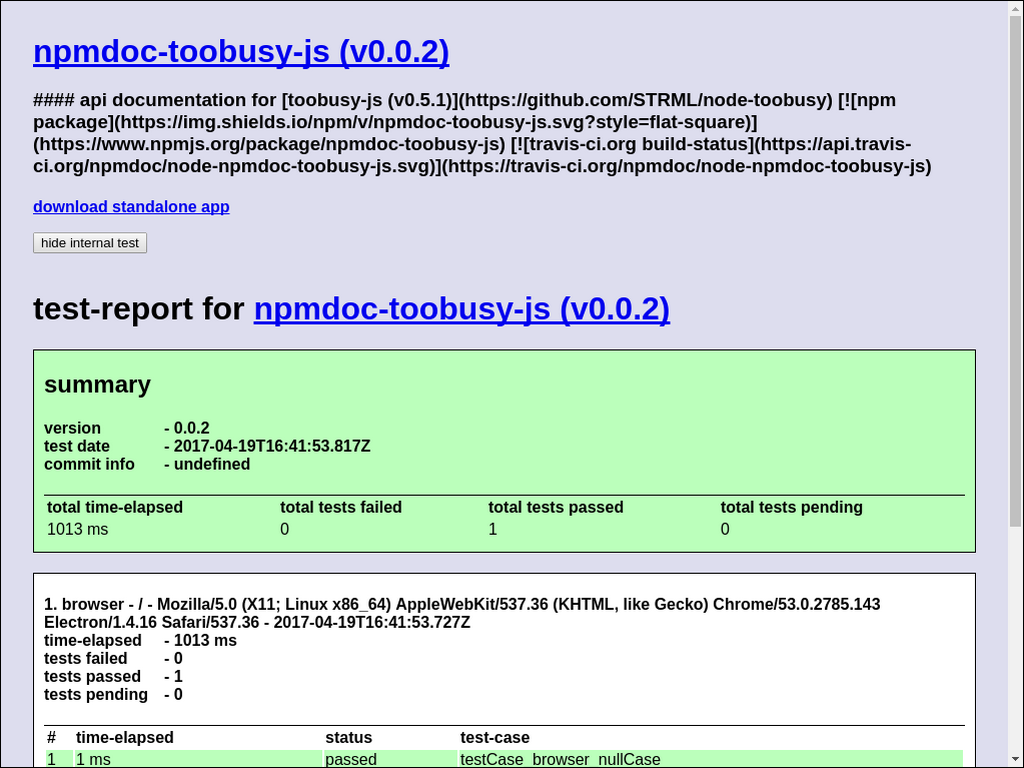 npmdoc-toobusy-js (v0.0.2)
#### api documentation for [toobusy-js (v0.5.1)](https://github.com/STRML/node-toobusy) [![npm
package](https://img.shields.io/npm/v/npmdoc-toobusy-js.svg?style=flat-square)]
(https://www.npmjs.org/package/npmdoc-toobusy-js) [![travis-ci.org build-status](https://api.travis-
ci.org/npmdoc/node-npmdoc-toobusy-js.svg)](https://travis-ci.org/npmdoc/node-npmdoc-toobusy-js)
download standalone app
hide internal test
test-report for npmdoc-toobusy-js (v0.0.2)
summary
version - 0.0.2
test date - 2017-04-19T16:41:53.817Z
commit info - undefined
total time-elapsed total tests failed total tests passed total tests pending
1013 ms 0 1 0
1. browser - / - Mozilla/5.0 (X11; Linux x86_64) AppleWebKit/537.36 (KHTML, like Gecko) Chrome/53.0.2785.143
Electron/1.4.16 Safari/537.36 - 2017-04-19T16:41:53.727Z
time-elapsed - 1013 ms
tests failed - 0
tests passed - 1
tests pending - 0
# time-elapsed status test-case
1 1 ms passed testCase_browser_nullCase